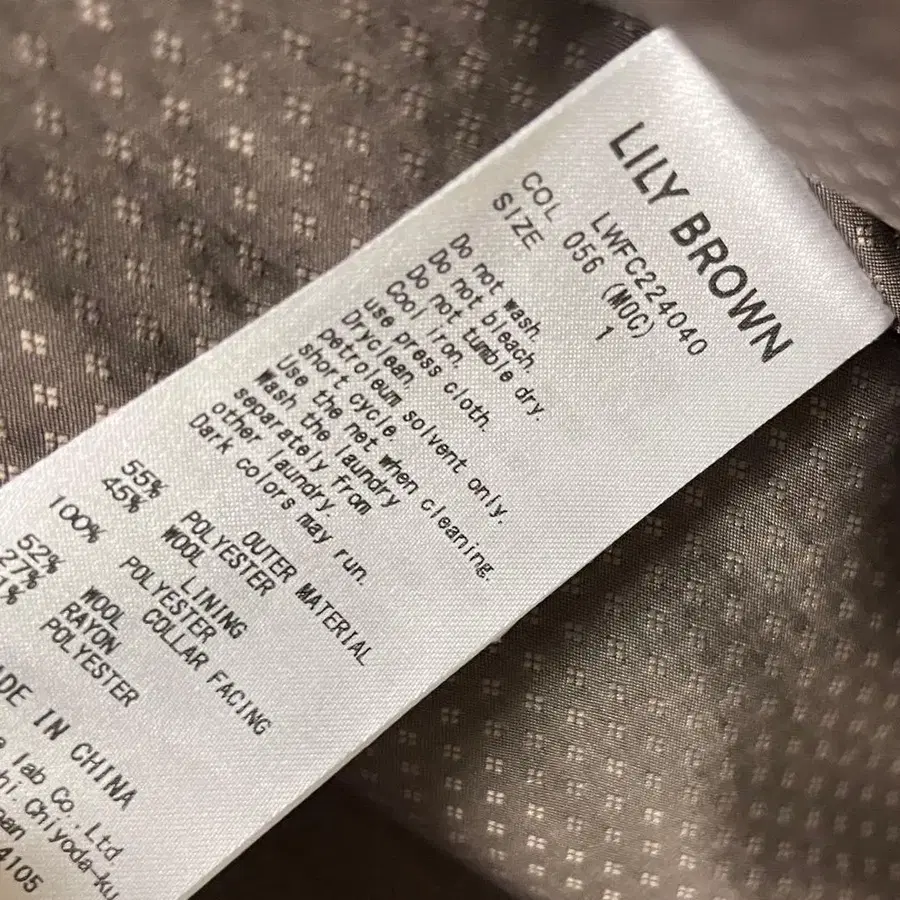 LILY BROWN
LWFC224040
COL 056 (MOC)
SIZE 1
Do not wash.
Do not bleach.
Do not tumble dry.
Cool iron.
use press cloth.
Dryclean.
petroleum solvent only.
short cycle.
Use the net when cleaning.
Wash the laundry
separately from
other laundry.
Dark colors may run.
OUTER MATERIAL
55% POLYESTER
45% WOOL
LINING
100% POLYESTER
COLLAR FACING
52% WOOL
27% RAYON
1% POLYESTER
ADE IN CHINA
lab Co.,Ltd
Chiyoda-ku
4105